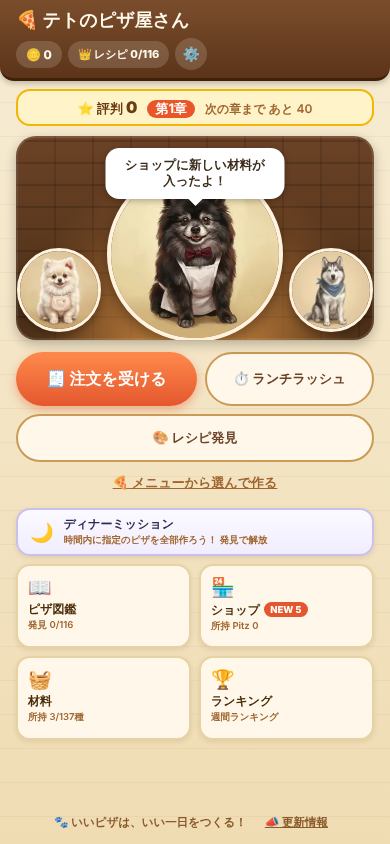 🍕 テトのピザ屋さん
🪙 0
👑 レシピ 0/116
⚙️
⭐ 評判 0 第1章 次の章まで あと 40
ショップに新しい材料が
入ったよ！
🧾 注文を受ける
⏱️ ランチラッシュ
🎨 レシピ発見
🍕 メニューから選んで作る
🌙 ディナーミッション
時間内に指定のピザを全部作ろう！ 発見で解放
📖
ピザ図鑑
発見 0/116
🏪
ショップ NEW 5
所持 Pitz 0
🧺
材料
所持 3/137種
🏆
ランキング
週間ランキング
🐾 いいピザは、いい一日をつくる！
📣 更新情報